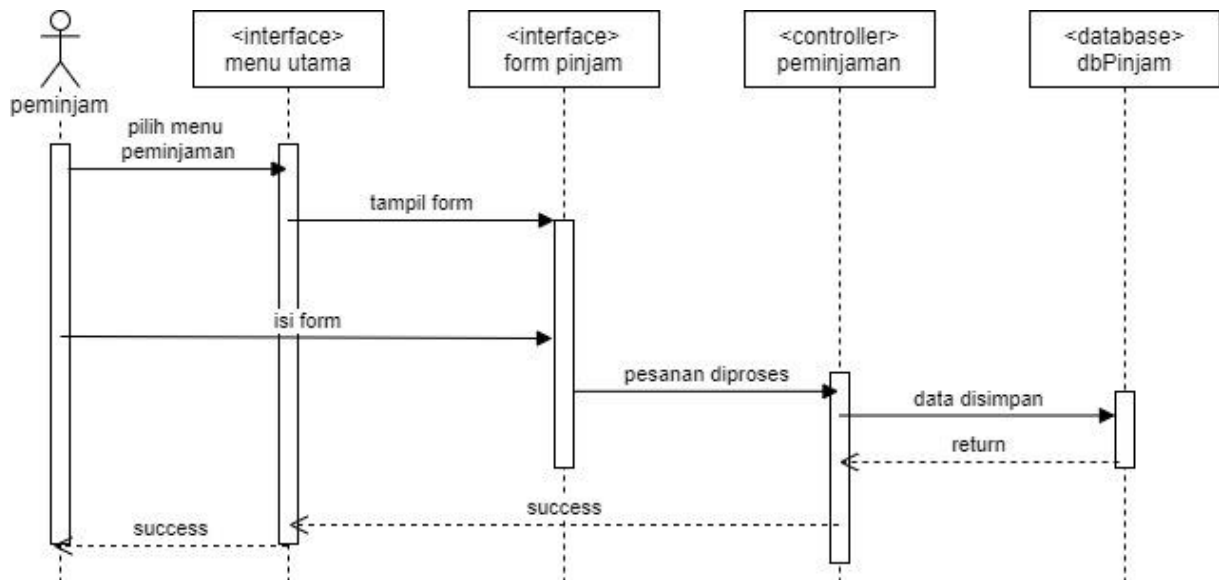 <interface>
menu utama
<interface>
form pinjam
<controller>
peminjaman
<database>
dbPinjam
peminjam
pilih menu
peminjaman
tampil form
isi form
pesanan diproses
data disimpan
return
success
success